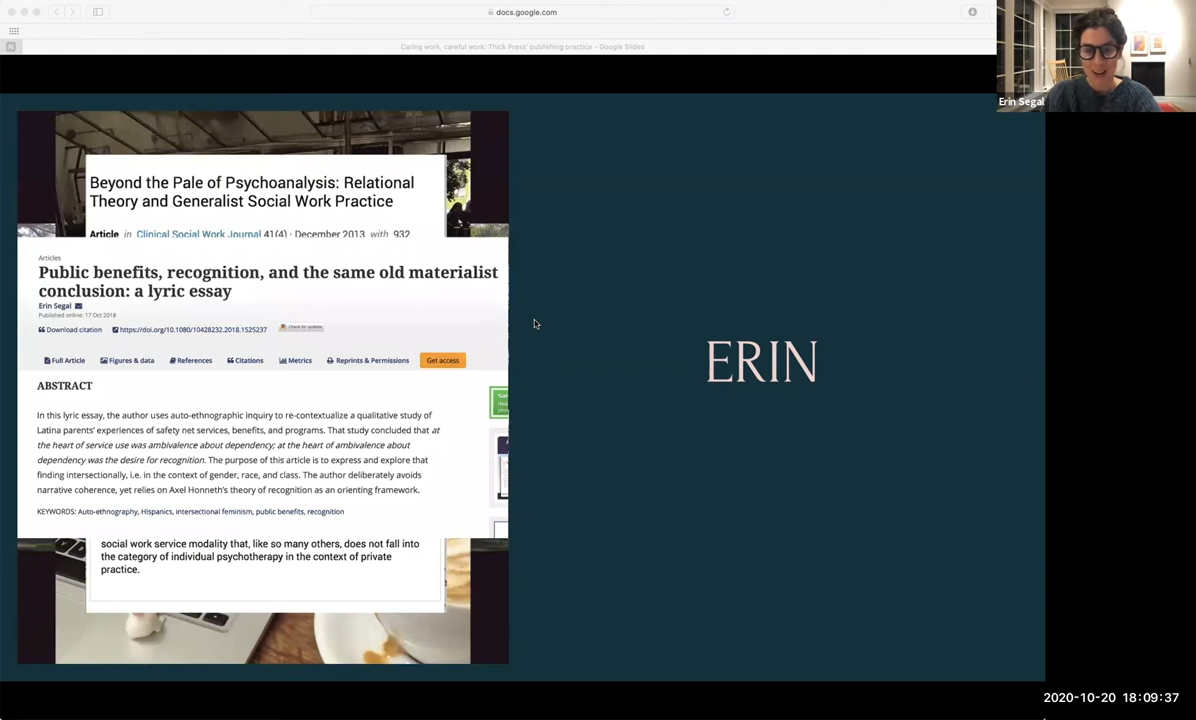 docs.google.com
Caring work, careful work: Thick Press' publishing practice – Google Slides
Erin Segal
Beyond the Pale of Psychoanalysis: Relational
Theory and Generalist Social Work Practice
Article in Clinical Social Work Journal 41(4) · December 2013 with 932
Articles
Public benefits, recognition, and the same old materialist
conclusion: a lyric essay
Erin Segal
Published online: 17 Oct 2018
Download citation https://doi.org/10.1080/10428232.2018.1525237 Check for updates
Full Article Figures & data References Citations Metrics Reprints & Permissions Get access
ABSTRACT
In this lyric essay, the author uses auto-ethnographic inquiry to re-contextualize a qualitative study of
Latina parents' experiences of safety net services, benefits, and programs. That study concluded that at
the heart of service use was ambivalence about dependency; at the heart of ambivalence about
dependency was the desire for recognition. The purpose of this article is to express and explore that
finding intersectionally, i.e. in the context of gender, race, and class. The author deliberately avoids
narrative coherence, yet relies on Axel Honneth's theory of recognition as an orienting framework.
KEYWORDS: Auto-ethnography, Hispanics, intersectional feminism, public benefits, recognition
social work service modality that, like so many others, does not fall into
the category of individual psychotherapy in the context of private
practice.
ERIN
2020-10-20 18:09:37